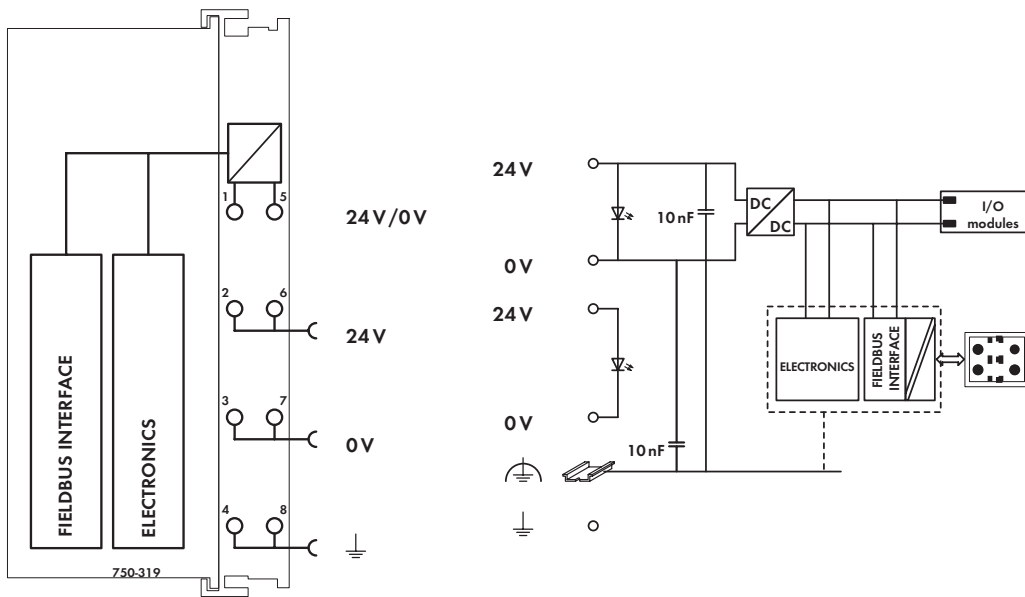 1 5
24V/0V
2 6
24V
3 7
0V
4 8
FIELDBUS INTERFACE
ELECTRONICS
750-319
24V
10nF
DC
DC
I/O
modules
0V
24V
ELECTRONICS
FIELDBUS
INTERFACE
0V
10nF